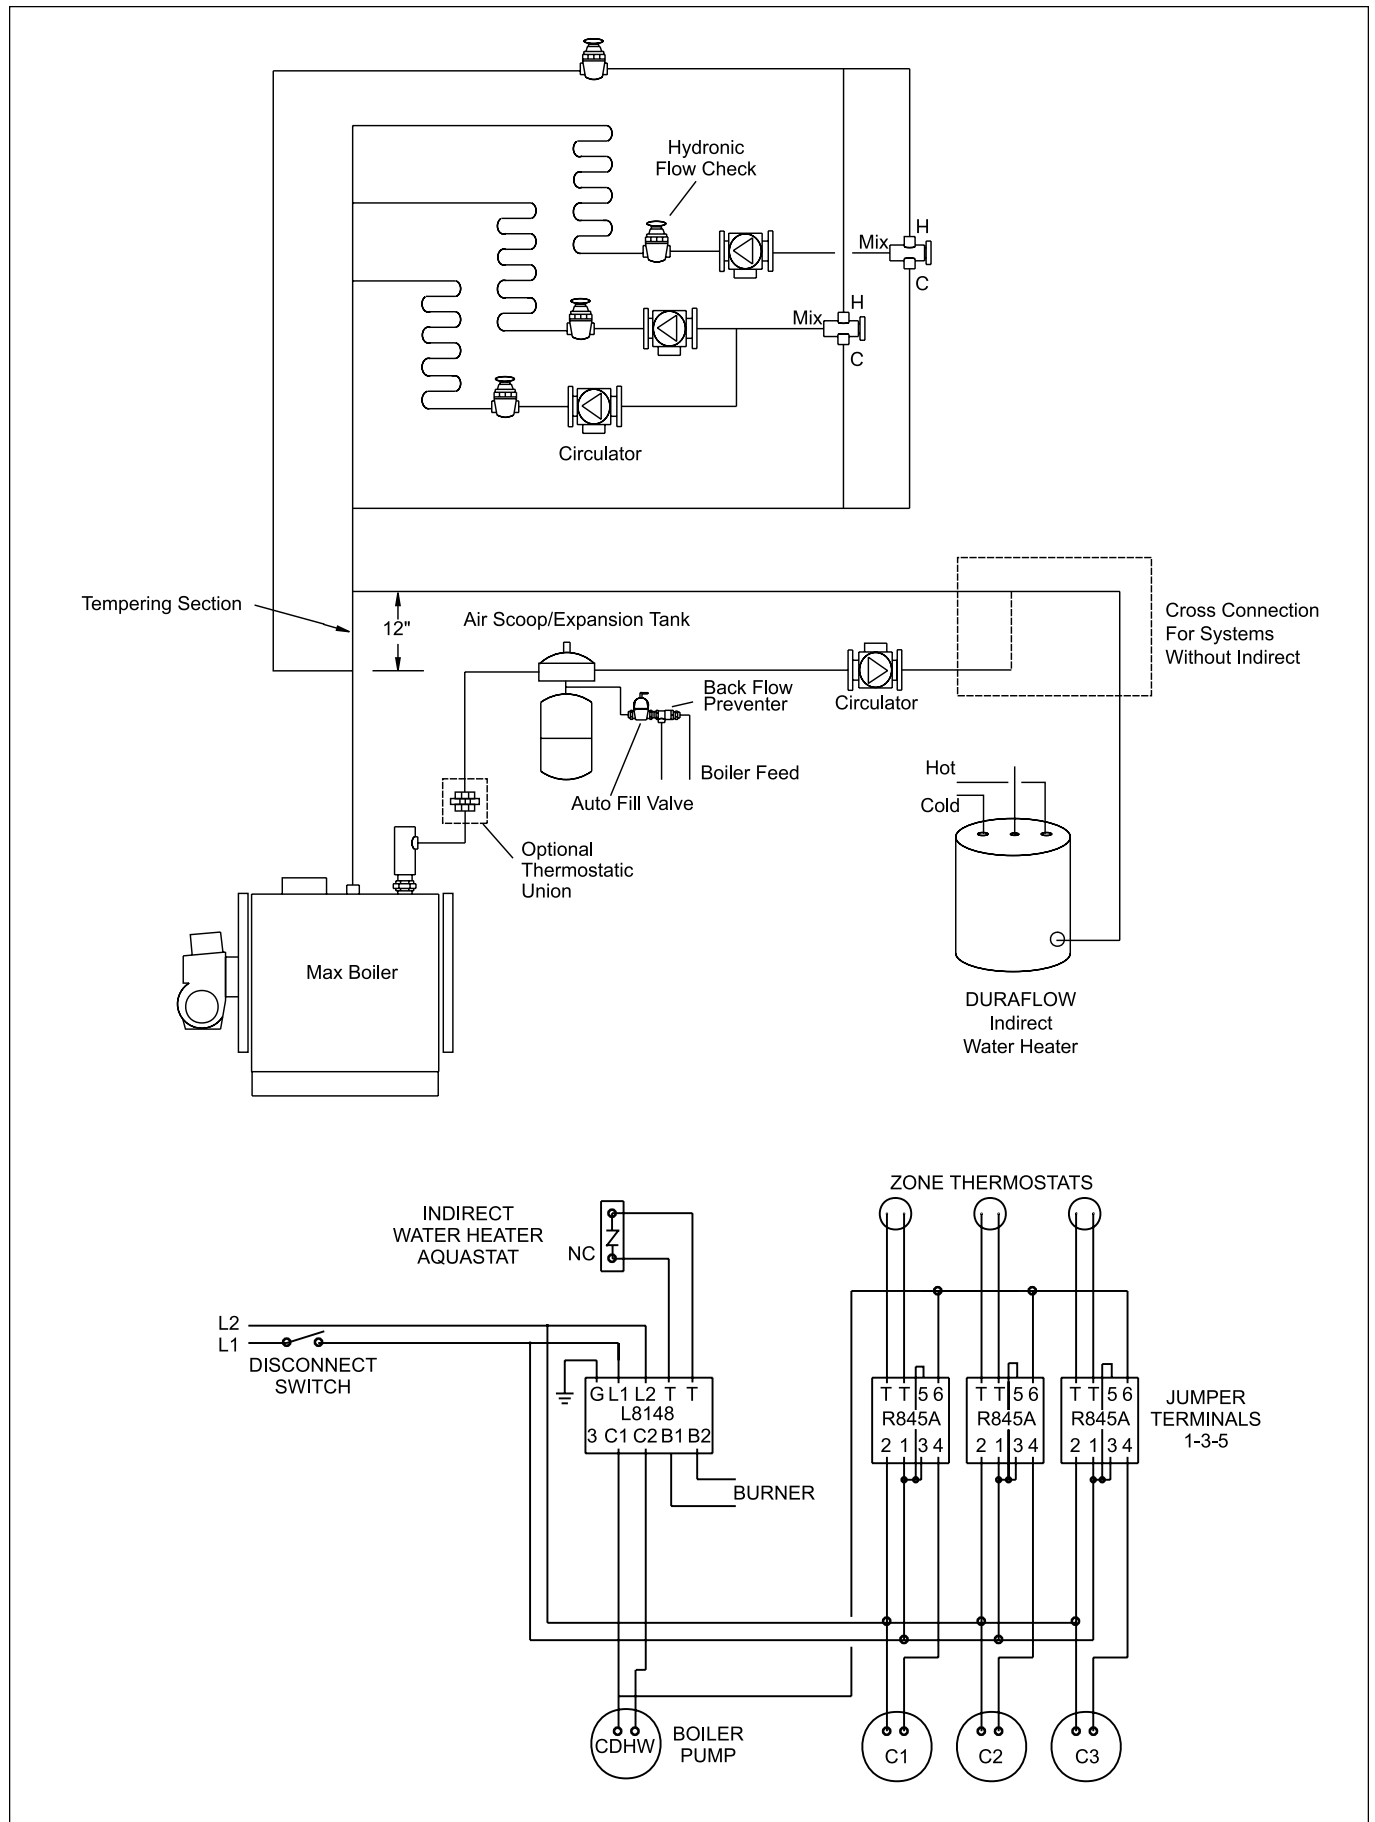 Hydronic
Flow Check
H
Mix
C
H
Mix
C
Circulator
Tempering Section
12"
Air Scoop/Expansion Tank
Cross Connection
For Systems
Without Indirect
Back Flow
Preventer
Circulator
Boiler Feed
Auto Fill Valve
Hot
Cold
Optional
Thermostatic
Union
Max Boiler
DURAFLOW
Indirect
Water Heater
ZONE THERMOSTATS
INDIRECT
WATER HEATER
AQUASTAT
NC
L2
L1
DISCONNECT
SWITCH
G L1 L2 T T
L8148
3 C1 C2 B1 B2
BURNER
T T 5 6
R845A
2 1 3 4
T T 5 6
R845A
2 1 3 4
T T 5 6
R845A
2 1 3 4
JUMPER
TERMINALS
1-3-5
CDHW
BOILER
PUMP
C1
C2
C3